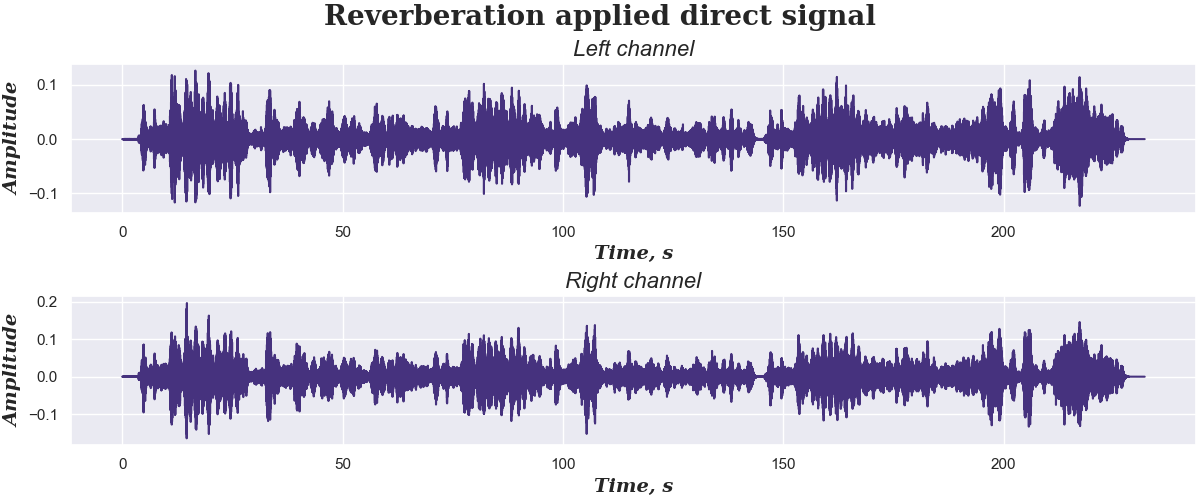 Reverberation applied direct signal
Left channel
Amplitude
0.1
0.0
−0.1
0 50 100 150 200
Time, s
Right channel
Amplitude
0.2
0.1
0.0
−0.1
0 50 100 150 200
Time, s